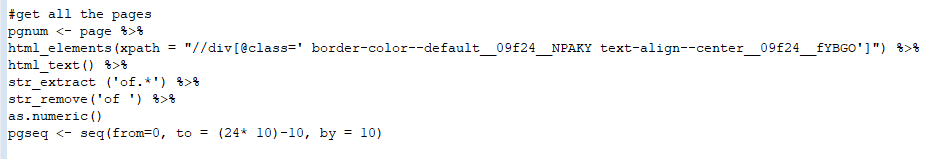 #get all the pages
pgnum <- page %>%
html_elements(xpath = "//div[@class=' border-color--default__09f24__NPAKY text-align--center__09f24__fYBGO']") %>%
html_text() %>%
str_extract ('of.*') %>%
str_remove('of ') %>%
as.numeric()
pgseq <- seq(from=0, to = (24* 10)-10, by = 10)